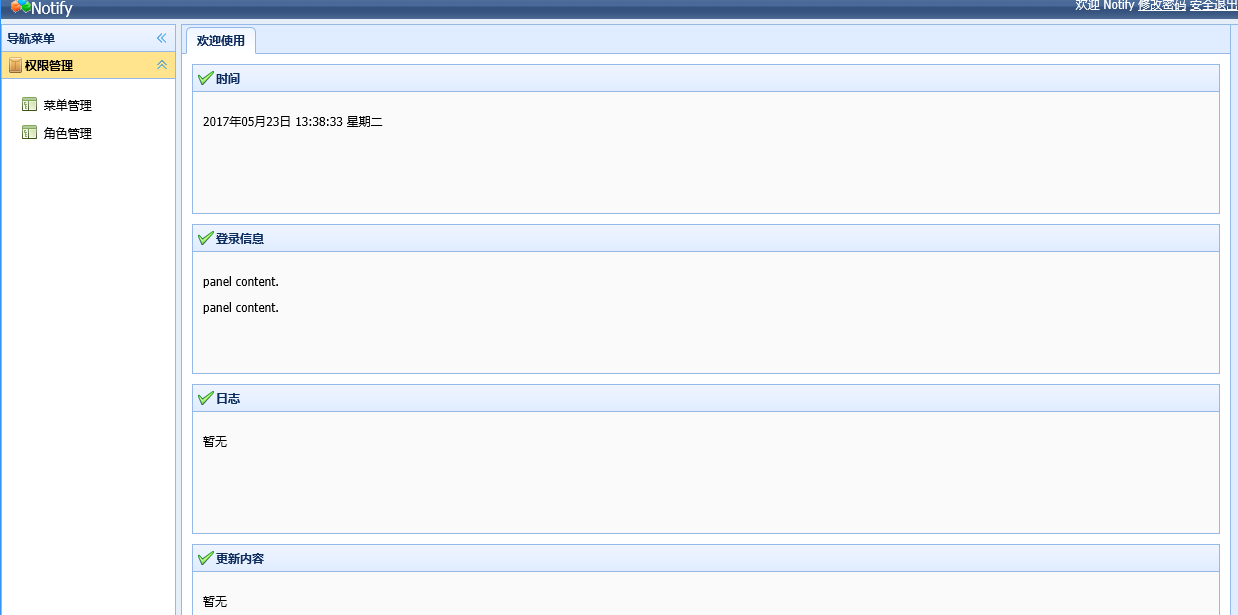 Notify
欢迎 Notify 修改密码 安全退出
导航菜单
权限管理
菜单管理
角色管理
欢迎使用
时间
2017年05月23日 13:38:33 星期二
登录信息
panel content.
panel content.
日志
暂无
更新内容
暂无